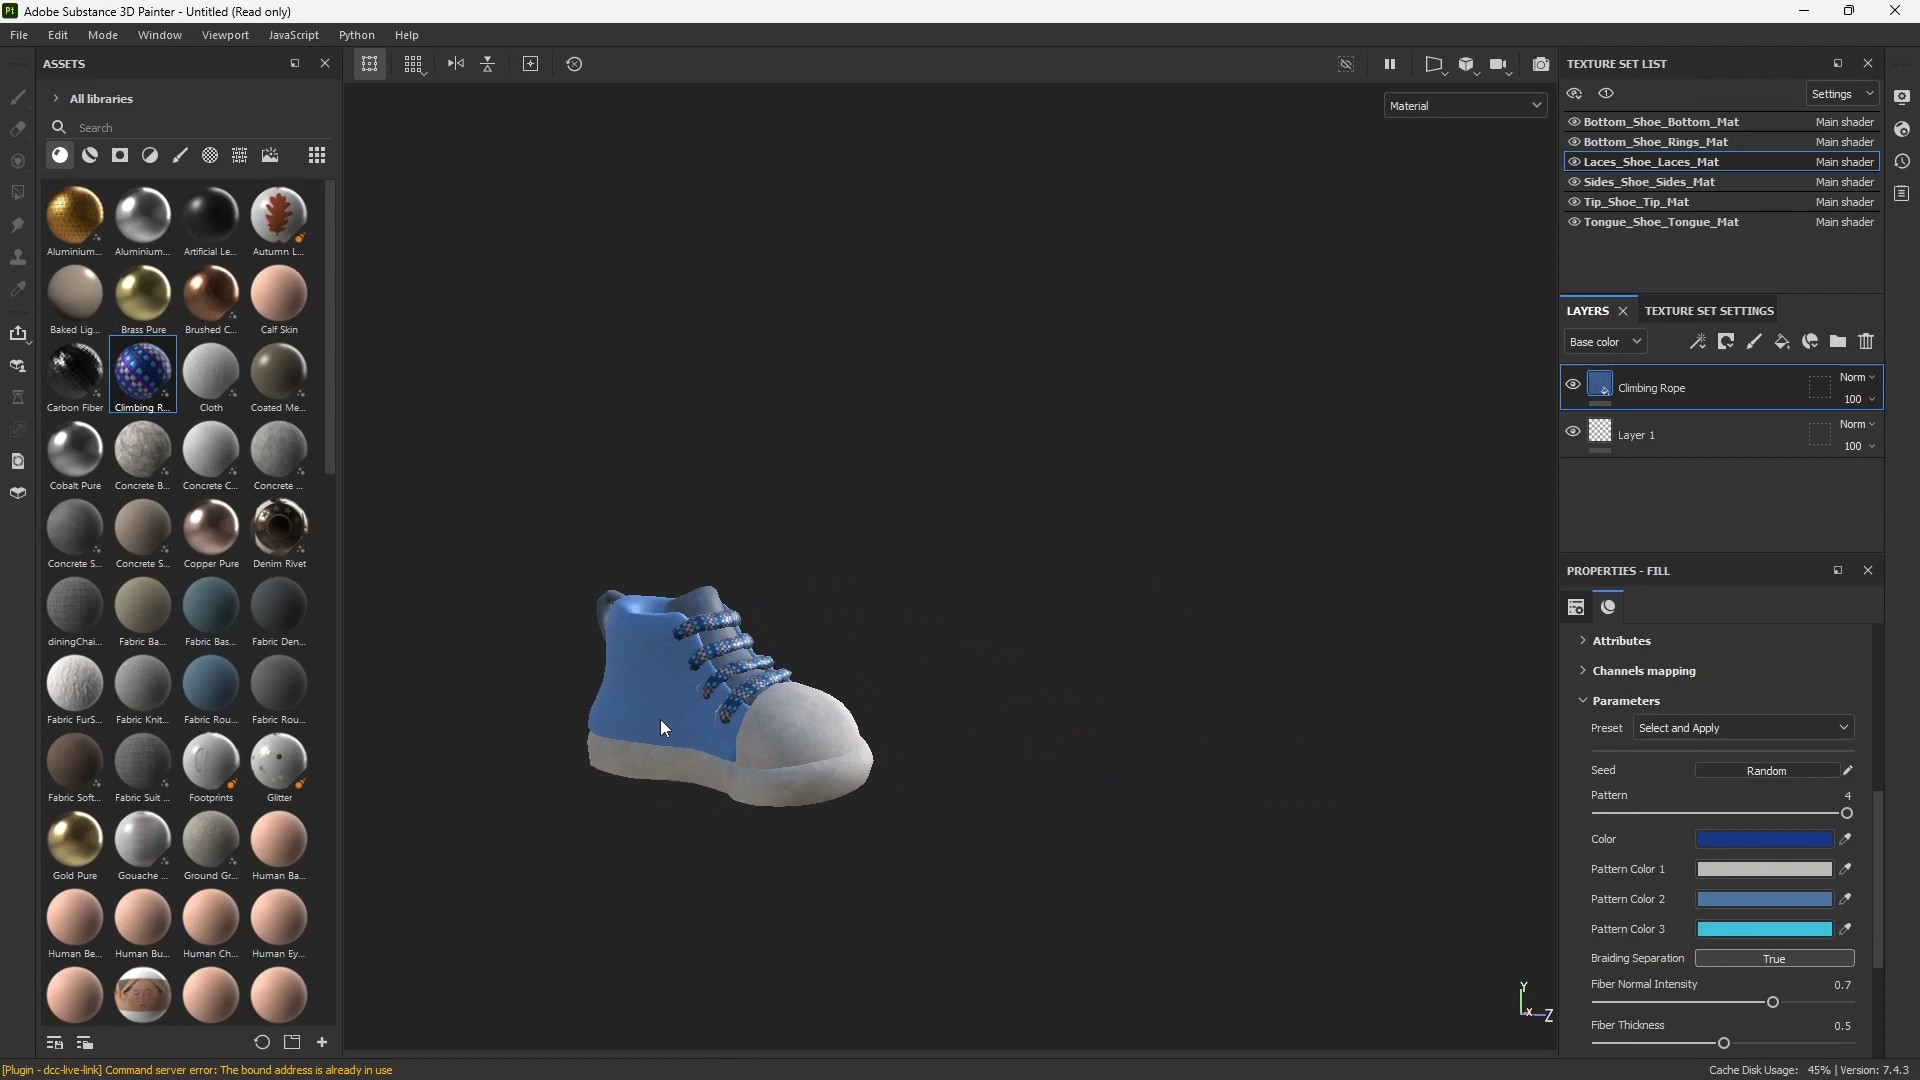 Pt Adobe Substance 3D Painter - Untitled (Read only)
File Edit Mode Window Viewport JavaScript Python Help
ASSETS
All libraries
Search
Aluminium... Aluminium... Artificial Le... Autumn L...
Baked Lig... Brass Pure Brushed C... Calf Skin
Carbon Fiber Climbing R... Cloth Coated Me...
Cobalt Pure Concrete B... Concrete C... Concrete ...
Concrete S... Concrete S... Copper Pure Denim Rivet
diningChai... Fabric Ba... Fabric Bas... Fabric Den...
Fabric FurS... Fabric Knit... Fabric Rou... Fabric Rou...
Fabric Soft... Fabric Suit ... Footprints Glitter
Gold Pure Gouache ... Ground Gr... Human Ba...
Human Be... Human Bu... Human Ch... Human Ey...
Material
Y
X
Z
TEXTURE SET LIST
Settings
Bottom_Shoe_Bottom_Mat Main shader
Bottom_Shoe_Rings_Mat Main shader
Laces_Shoe_Laces_Mat Main shader
Sides_Shoe_Sides_Mat Main shader
Tip_Shoe_Tip_Mat Main shader
Tongue_Shoe_Tongue_Mat Main shader
LAYERS TEXTURE SET SETTINGS
Base color
Climbing Rope Norm
100
Layer 1 Norm
100
PROPERTIES - FILL
Attributes
Channels mapping
Parameters
Preset Select and Apply
Seed Random
Pattern 4
Color
Pattern Color 1
Pattern Color 2
Pattern Color 3
Braiding Separation True
Fiber Normal Intensity 0.7
Fiber Thickness 0.5
[Plugin - dcc-live-link] Command server error: The bound address is already in use
Cache Disk Usage: 45% | Version: 7.4.3